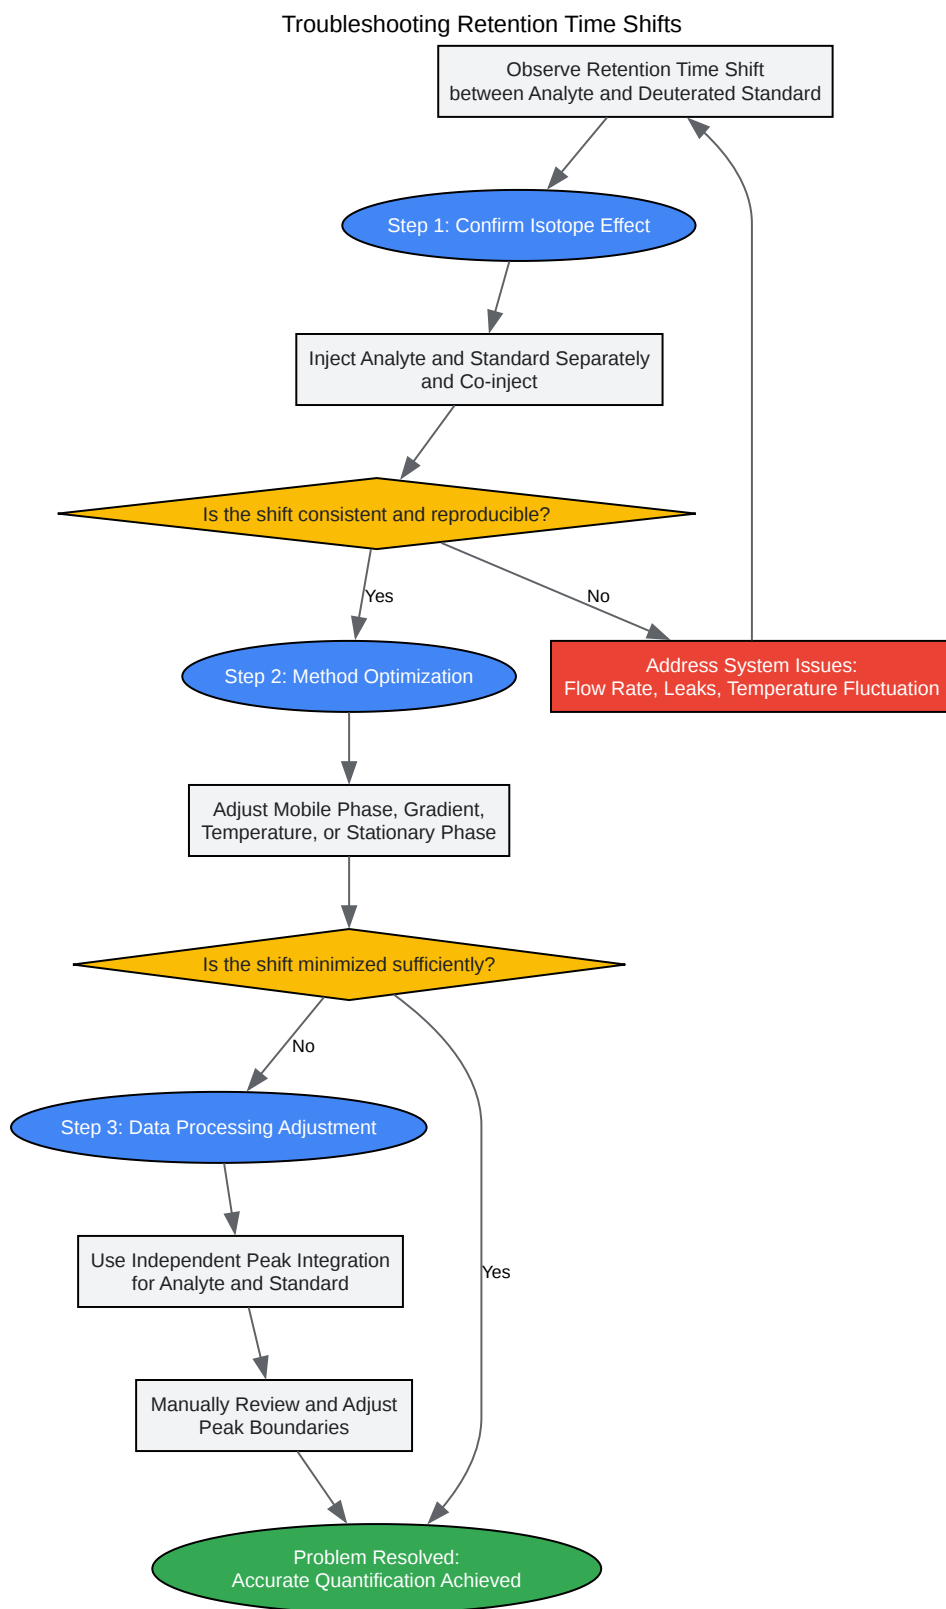 Troubleshooting Retention Time Shifts
Observe Retention Time Shift
between Analyte and Deuterated Standard
Step 1: Confirm Isotope Effect
Inject Analyte and Standard Separately
and Co-inject
Is the shift consistent and reproducible?
Yes
No
Step 2: Method Optimization
Address System Issues:
Flow Rate, Leaks, Temperature Fluctuation
Adjust Mobile Phase, Gradient,
Temperature, or Stationary Phase
Is the shift minimized sufficiently?
No
Step 3: Data Processing Adjustment
Use Independent Peak Integration
for Analyte and Standard
Yes
Manually Review and Adjust
Peak Boundaries
Problem Resolved:
Accurate Quantification Achieved